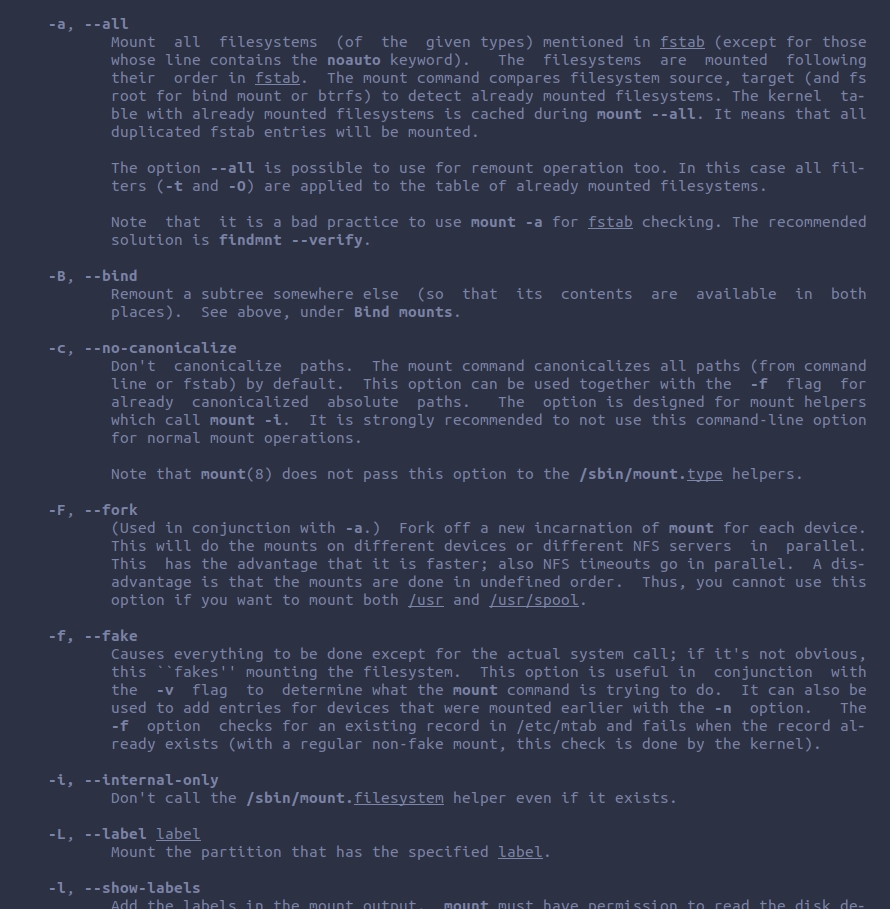 -a, --all
Mount all filesystems (of the given types) mentioned in fstab (except for those
whose line contains the noauto keyword). The filesystems are mounted following
their order in fstab. The mount command compares filesystem source, target (and fs
root for bind mount or btrfs) to detect already mounted filesystems. The kernel ta-
ble with already mounted filesystems is cached during mount --all. It means that all
duplicated fstab entries will be mounted.
The option --all is possible to use for remount operation too. In this case all fil-
ters (-t and -O) are applied to the table of already mounted filesystems.
Note that it is a bad practice to use mount -a for fstab checking. The recommended
solution is findmnt --verify.
-B, --bind
Remount a subtree somewhere else (so that its contents are available in both
places). See above, under Bind mounts.
-c, --no-canonicalize
Don't canonicalize paths. The mount command canonicalizes all paths (from command
line or fstab) by default. This option can be used together with the -f flag for
already canonicalized absolute paths. The option is designed for mount helpers
which call mount -i. It is strongly recommended to not use this command-line option
for normal mount operations.
Note that mount(8) does not pass this option to the /sbin/mount.type helpers.
-F, --fork
(Used in conjunction with -a.) Fork off a new incarnation of mount for each device.
This will do the mounts on different devices or different NFS servers in parallel.
This has the advantage that it is faster; also NFS timeouts go in parallel. A dis-
advantage is that the mounts are done in undefined order. Thus, you cannot use this
option if you want to mount both /usr and /usr/spool.
-f, --fake
Causes everything to be done except for the actual system call; if it's not obvious,
this ``fakes'' mounting the filesystem. This option is useful in conjunction with
the -v flag to determine what the mount command is trying to do. It can also be
used to add entries for devices that were mounted earlier with the -n option. The
-f option checks for an existing record in /etc/mtab and fails when the record al-
ready exists (with a regular non-fake mount, this check is done by the kernel).
-i, --internal-only
Don't call the /sbin/mount.filesystem helper even if it exists.
-L, --label label
Mount the partition that has the specified label.
-l, --show-labels
Add the labels in the mount output. mount must have permission to read the disk de-